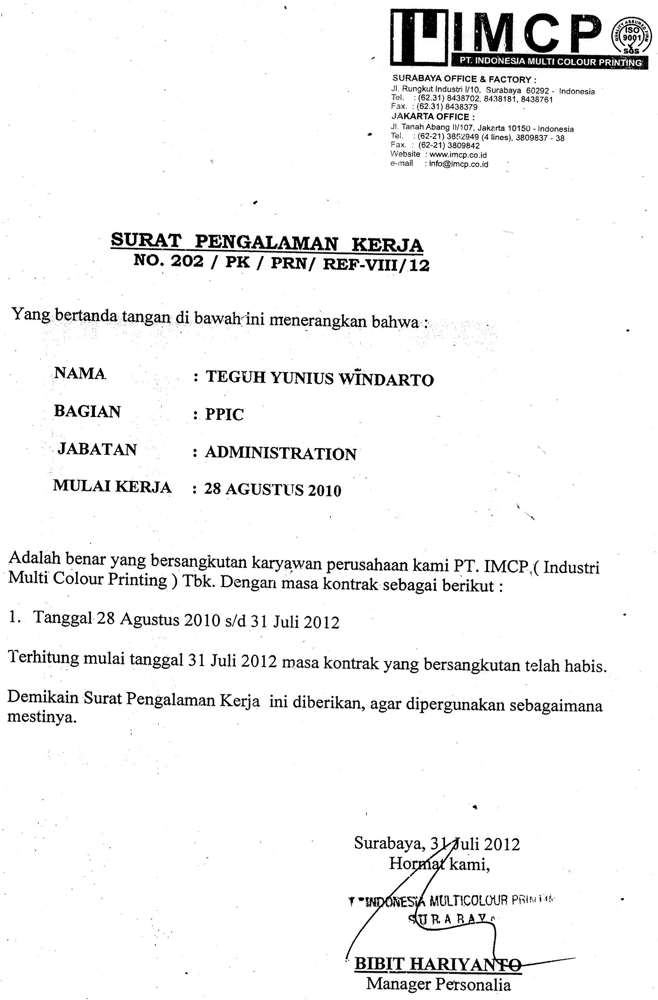 IMCP
QUALITY ASSURED FIRM
ISO
9001
SGS
PT. INDONESIA MULTI COLOUR PRINTING
SURABAYA OFFICE & FACTORY :
Jl. Rungkut Industri I/10, Surabaya 60292 - Indonesia
Tel. : (62.31) 8438702, 8438181, 8438761
Fax. : (62.31) 8438379
JAKARTA OFFICE :
Jl. Tanah Abang II/107, Jakarta 10150 - Indonesia
Tel. : (62-21) 3852949 (4 lines), 3809837 - 38
Fax. : (62-21) 3809842
Website : www.imcp.co.id
e-mail : info@imcp.co.id
SURAT PENGALAMAN KERJA
NO. 202 / PK / PRN/ REF-VIII/12
Yang bertanda tangan di bawah ini menerangkan bahwa :
NAMA : TEGUH YUNIUS WINDARTO
BAGIAN : PPIC
JABATAN : ADMINISTRATION
MULAI KERJA : 28 AGUSTUS 2010
Adalah benar yang bersangkutan karyawan perusahaan kami PT. IMCP ( Industri
Multi Colour Printing ) Tbk. Dengan masa kontrak sebagai berikut :
1. Tanggal 28 Agustus 2010 s/d 31 Juli 2012
Terhitung mulai tanggal 31 Juli 2012 masa kontrak yang bersangkutan telah habis.
Demikain Surat Pengalaman Kerja ini diberikan, agar dipergunakan sebagaimana
mestinya.
Surabaya, 31 Juli 2012
Hormat kami,
INDONESIA MULTICOLOUR PRINTING
SURABAYA
BIBIT HARIYANTO
Manager Personalia